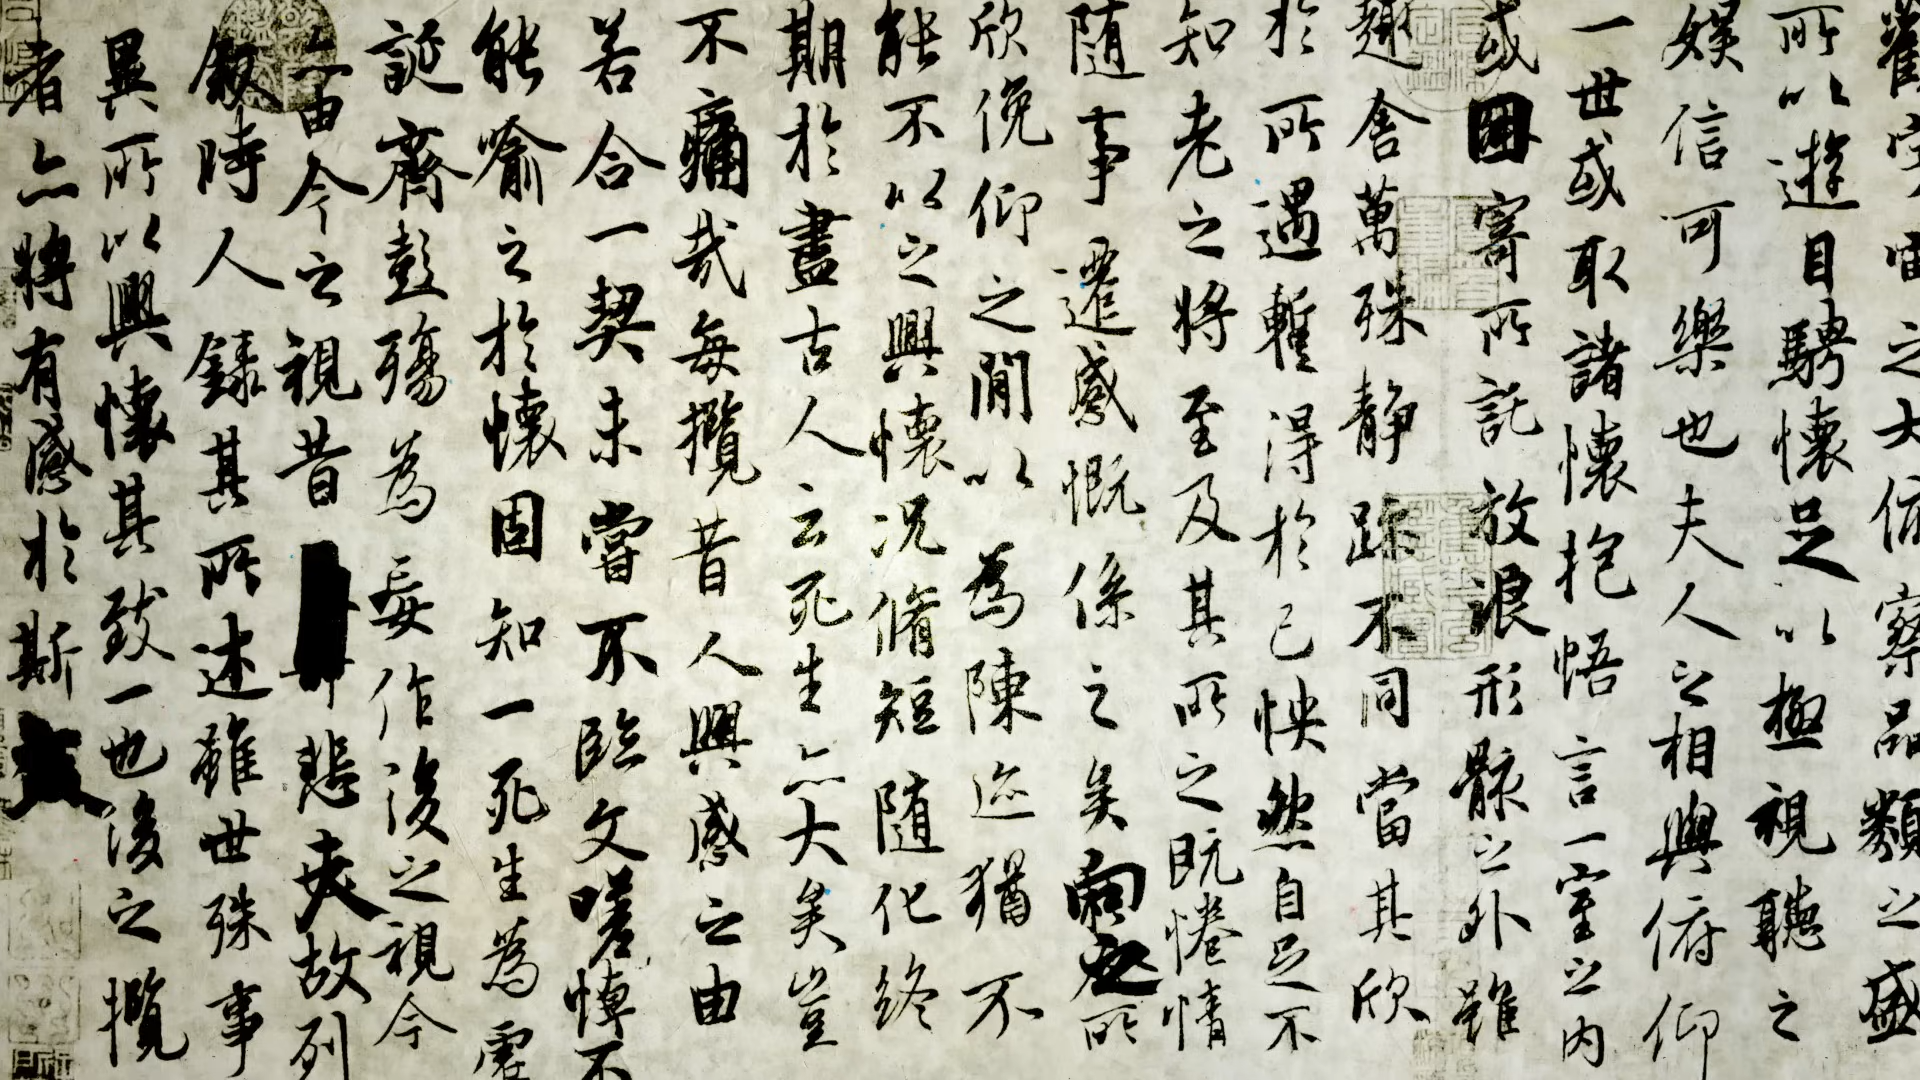 觀宇宙之大俯察品類之盛
所以遊目騁懷足以極視聽之
娛信可樂也夫人之相與俯仰
一世或取諸懷抱悟言一室之內
或因寄所託放浪形骸之外雖
趣舍萬殊靜躁不同當其欣
於所遇暫得於己怏然自足不
知老之將至及其所之既惓情
隨事遷感慨係之矣向之所
欣俛仰之閒以為陳迹猶不
能不以之興懷況脩短隨化終
期於盡古人云死生亦大矣豈
不痛哉每攬昔人興感之由
若合一契未嘗不臨文嗟悼不
能喻之於懷固知一死生為虛
誕齊彭殤為妄作後之視今
亦由今之視昔悲夫故列
敘時人錄其所述雖世殊事
異所以興懷其致一也後之攬
者亦將有感於斯文